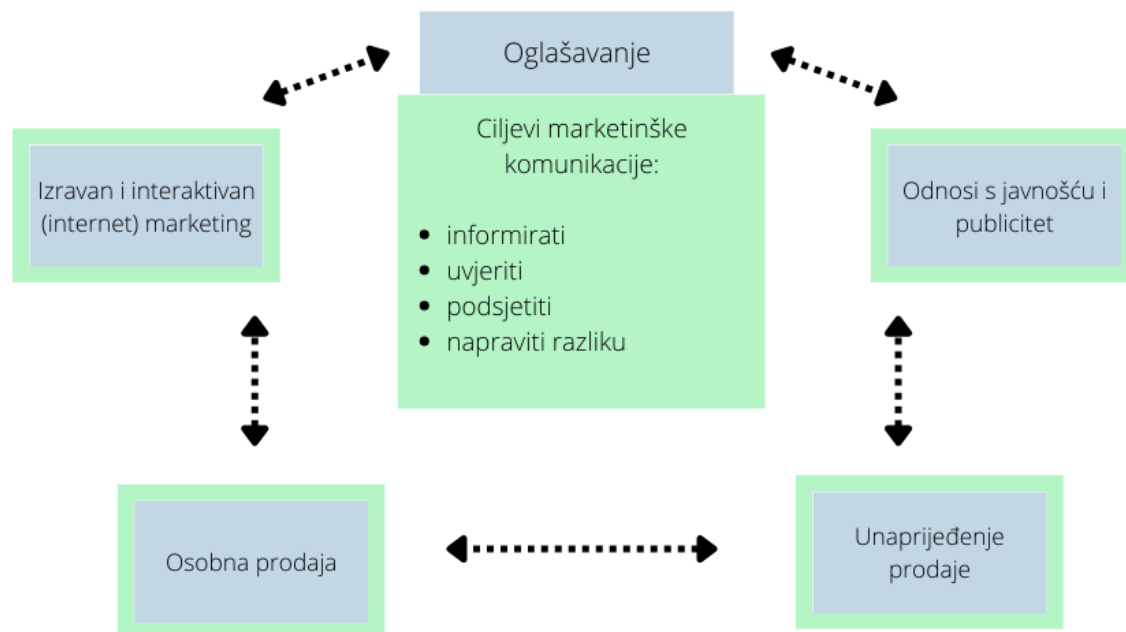 Oglašavanje
Ciljevi marketinške
komunikacije:
• informirati
• uvjeriti
• podsjetiti
• napraviti razliku
Izravan i interaktivan
(internet) marketing
Odnosi s javnošću i
publicitet
Osobna prodaja
Unaprijeđenje
prodaje